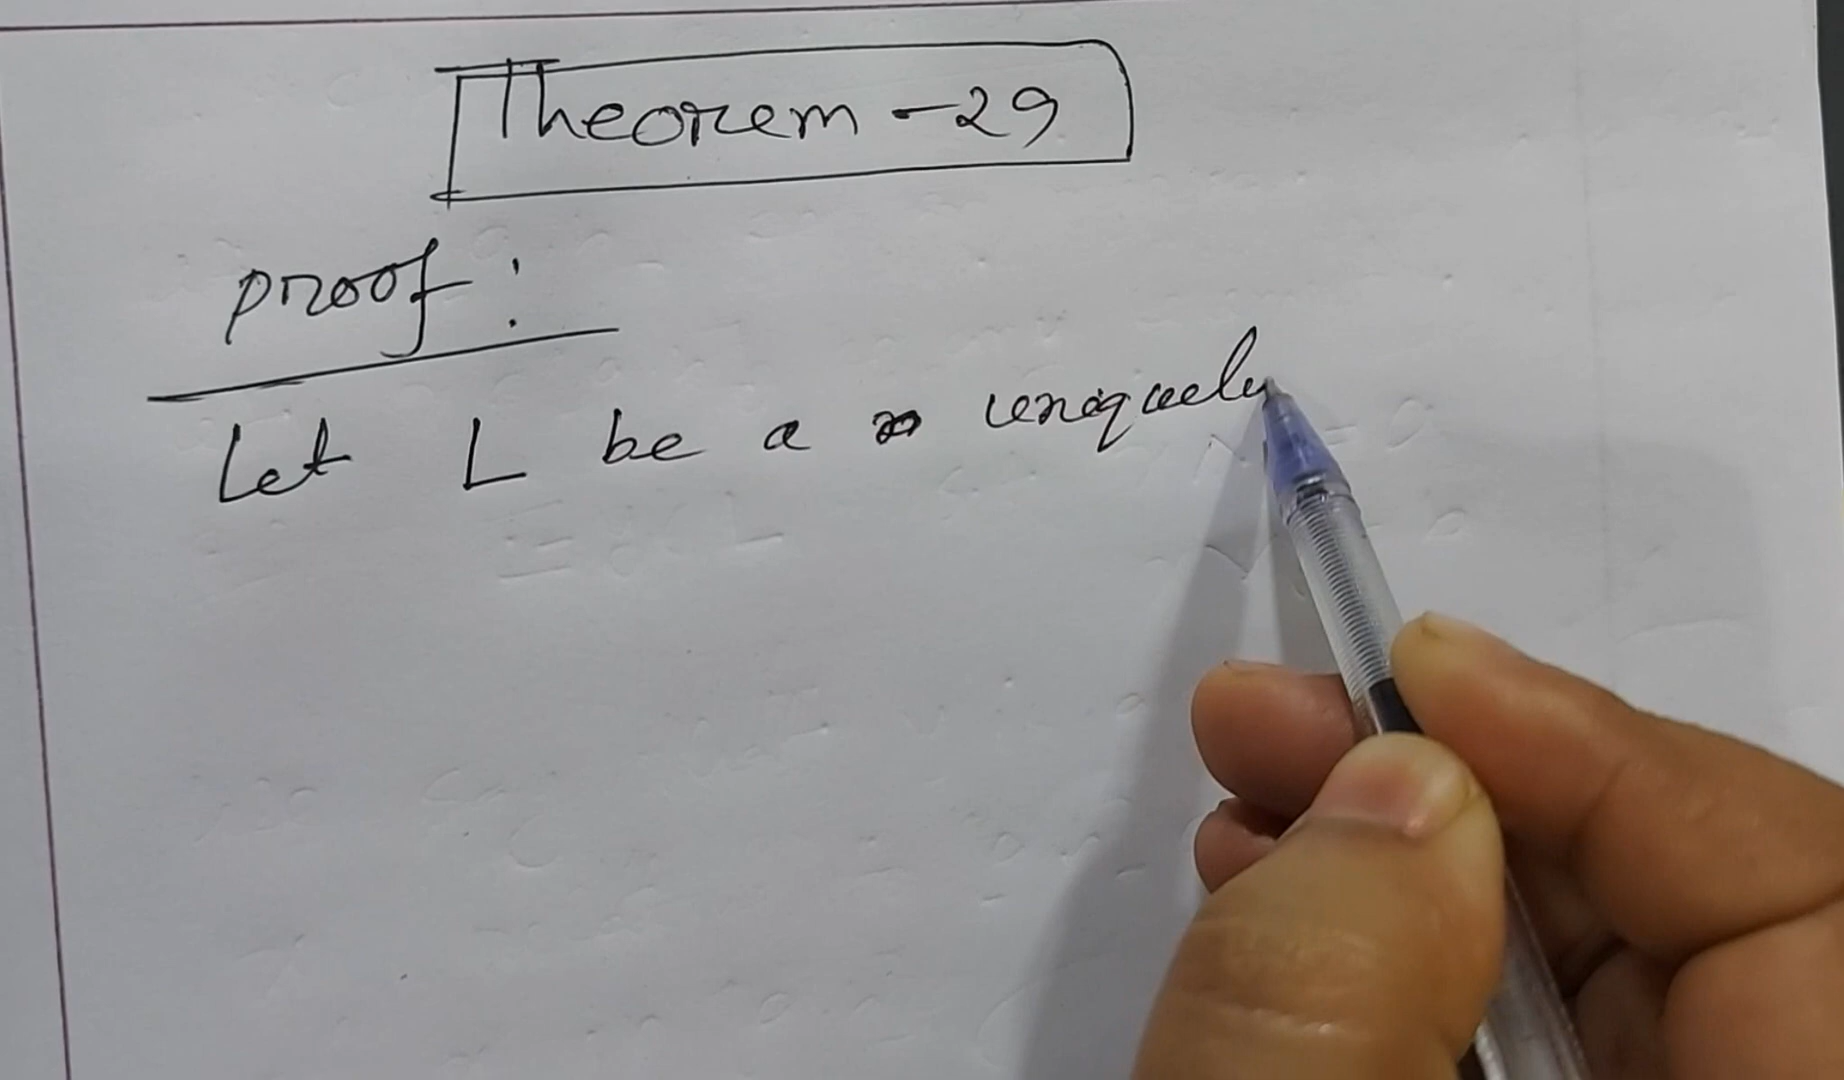 Theorem - 29
proof :
Let L be a uniquely